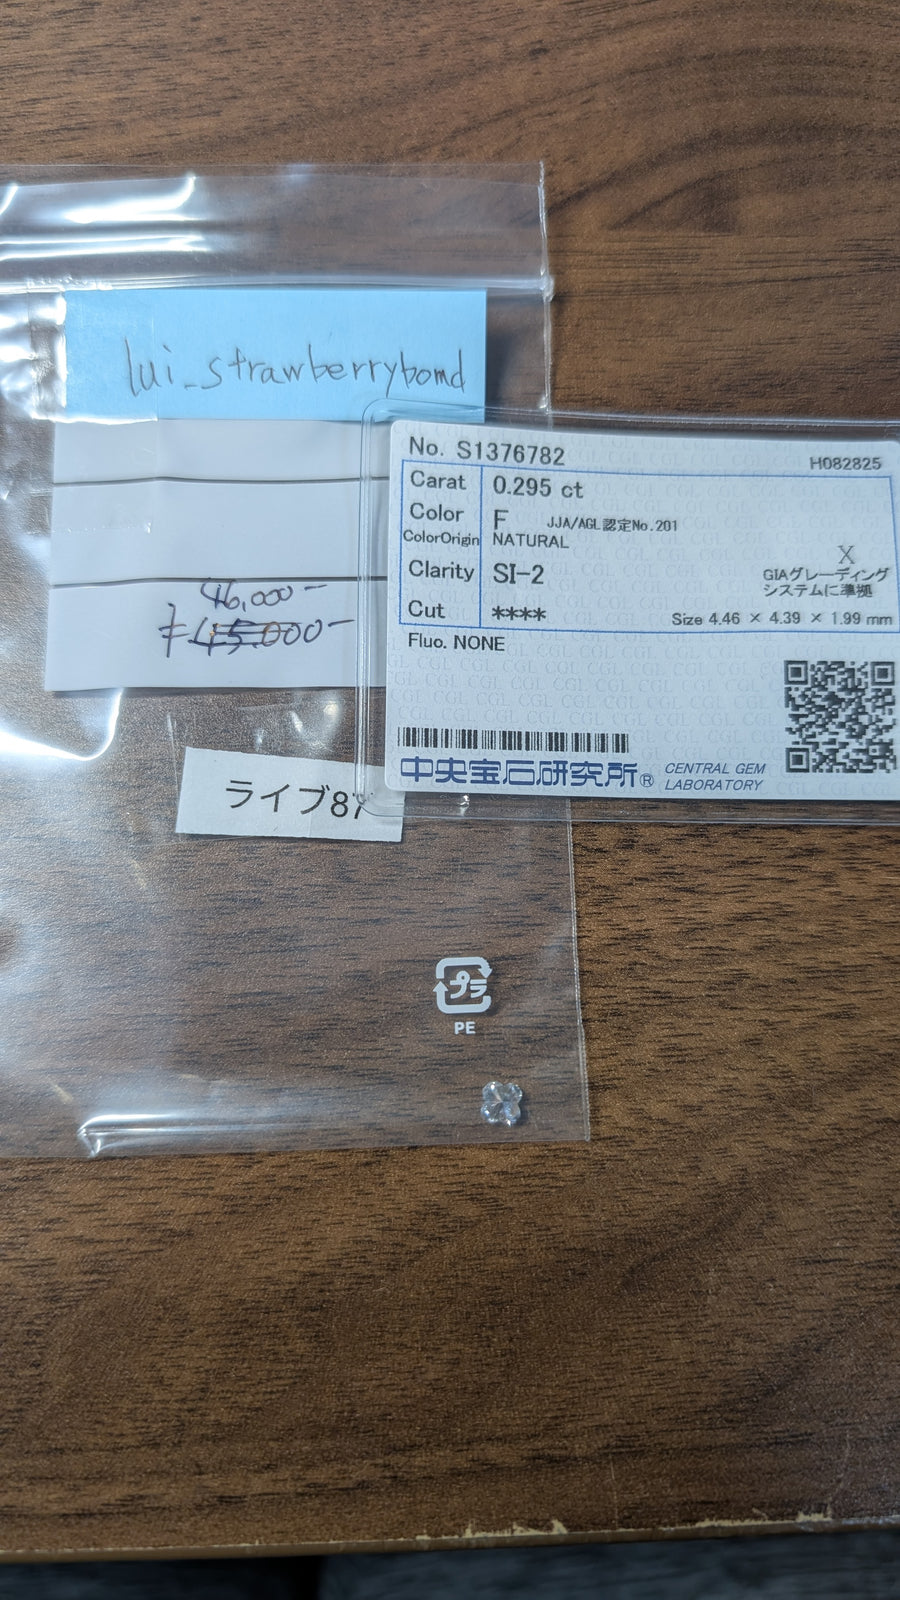 lui_strawberrybomd
46,000-
¥45,000-
ライブ87
No. S1376782
H082825
Carat 0.295 ct
Color F JJA/AGL認定No.201
ColorOrigin NATURAL
X
Clarity SI-2
GIAグレーディング
システムに準拠
Cut ****
Size 4.46 × 4.39 × 1.99 mm
Fluo. NONE
中央宝石研究所® CENTRAL GEM
LABORATORY
プラ
PE